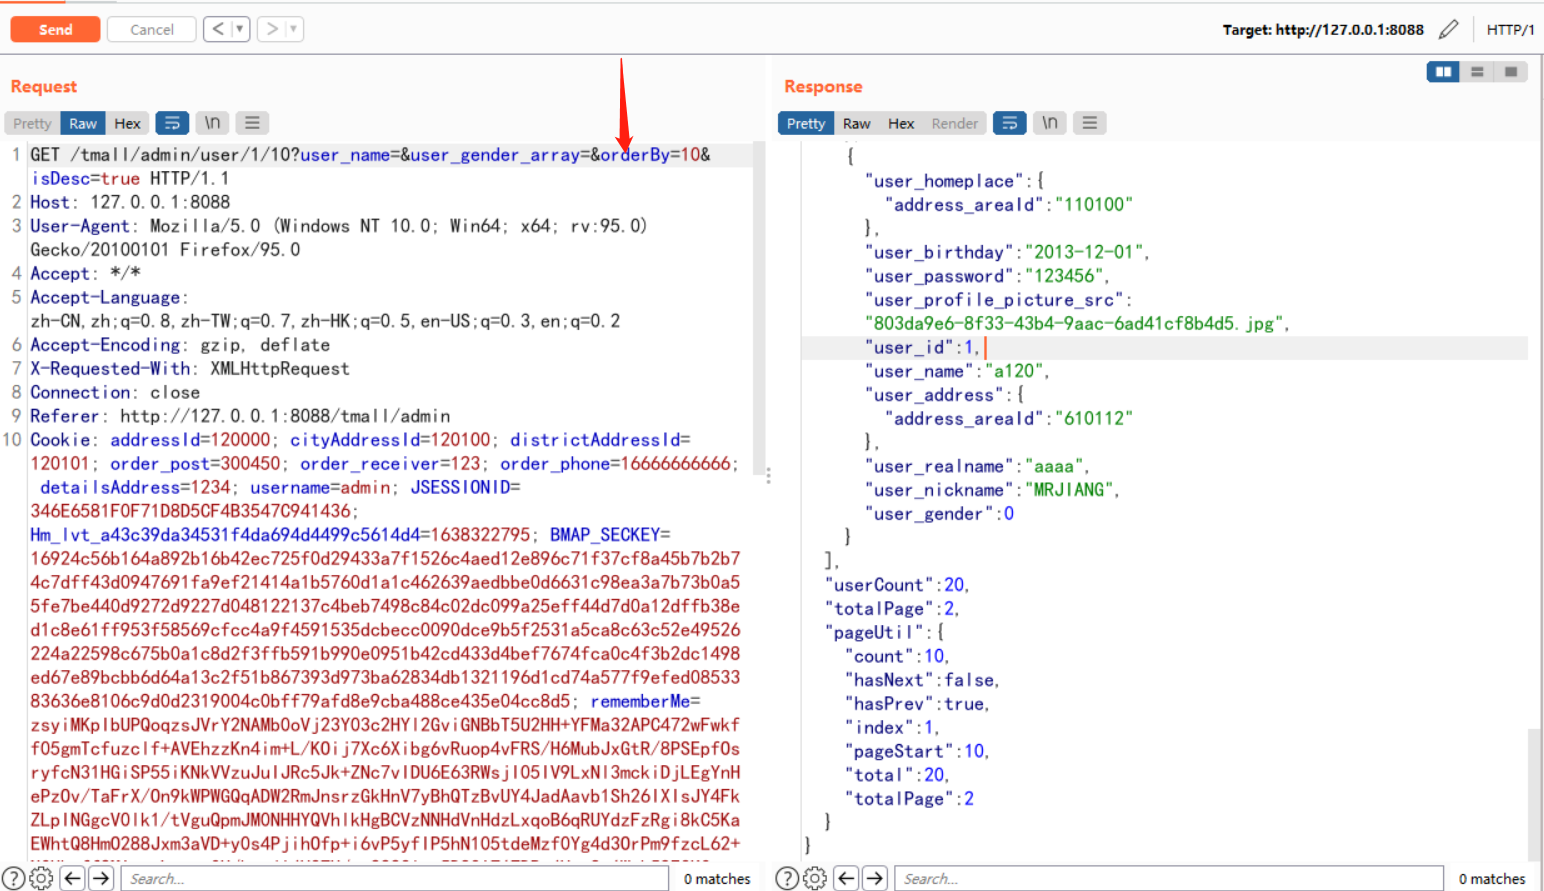 Send
Cancel
Target: http://127.0.0.1:8088
HTTP/1
Request
Pretty Raw Hex \n
1 GET /tmall/admin/user/1/10?user_name=&user_gender_array=&orderBy=10&
isDesc=true HTTP/1.1
2 Host: 127.0.0.1:8088
3 User-Agent: Mozilla/5.0 (Windows NT 10.0; Win64; x64; rv:95.0)
Gecko/20100101 Firefox/95.0
4 Accept: */*
5 Accept-Language:
zh-CN,zh;q=0.8,zh-TW;q=0.7,zh-HK;q=0.5,en-US;q=0.3,en;q=0.2
6 Accept-Encoding: gzip, deflate
7 X-Requested-With: XMLHttpRequest
8 Connection: close
9 Referer: http://127.0.0.1:8088/tmall/admin
10 Cookie: addressId=120000; cityAddressId=120100; districtAddressId=
120101; order_post=300450; order_receiver=123; order_phone=16666666666;
detailsAddress=1234; username=admin; JSESSIONID=
346E6581F0F71D8D5CF4B3547C941436;
Hm_lvt_a43c39da34531f4da694d4499c5614d4=1638322795; BMAP_SECKEY=
16924c56b164a892b16b42ec725f0d29433a7f1526c4aed12e896c71f37cf8a45b7b2b7
4c7dff43d0947691fa9ef21414a1b5760d1a1c462639aedbbe0d6631c98ea3a7b73b0a5
5fe7be440d9272d9227d048122137c4beb7498c84c02dc099a25eff44d7d0a12dffb38e
d1c8e61ff953f58569cfcc4a9f4591535dcbecc0090dce9b5f2531a5ca8c63c52e49526
224a22598c675b0a1c8d2f3ffb591b990e0951b42cd433d4bef7674fca0c4f3b2dc1498
ed67e89bcbb6d64a13c2f51b867393d973ba62834db1321196d1cd74a577f9efed08533
83636e8106c9d0d2319004c0bff79afd8e9cba488ce435e04cc8d5; rememberMe=
zsyiMKplbUPQoqzsJVrY2NAMb0oVj23Y03c2HYl2GviGNBbT5U2HH+YFMa32APC472wFwkf
f05gmTcfuzclf+AVEhzzKn4im+L/K0ij7Xc6Xibg6vRuop4vFRS/H6MubJxGtR/8PSEpf0s
ryfcN31HGiSP55iKNkVVzuJulJRc5Jk+ZNc7vlDU6E63RWsjl05lV9LxNl3mckiDjLEgYnH
ePz0v/TaFrX/0n9kWPWGQqADW2RmJnsrzGkHnV7yBhQTzBvUY4JadAavb1Sh26lXlsJY4Fk
ZLplNGgcV0lk1/tVguQpmJMONHHYQVhlkHgBCVzNNHdVnHdzLxqoB6qRUYdzFzRgi8kC5Ka
EWhtQ8Hm0288Jxm3aVD+y0s4PjihOfp+i6vP5yflP5hN105tdeMzf0Yg4d30rPm9fzcL62+
Search...
0 matches
Response
Pretty Raw Hex Render \n
{
"user_homeplace":{
"address_areaId":"110100"
},
"user_birthday":"2013-12-01",
"user_password":"123456",
"user_profile_picture_src":
"803da9e6-8f33-43b4-9aac-6ad41cf8b4d5.jpg",
"user_id":1,
"user_name":"a120",
"user_address":{
"address_areaId":"610112"
},
"user_realname":"aaaa",
"user_nickname":"MRJIANG",
"user_gender":0
}
],
"userCount":20,
"totalPage":2,
"pageUtil":{
"count":10,
"hasNext":false,
"hasPrev":true,
"index":1,
"pageStart":10,
"total":20,
"totalPage":2
}
}
Search...
0 matches